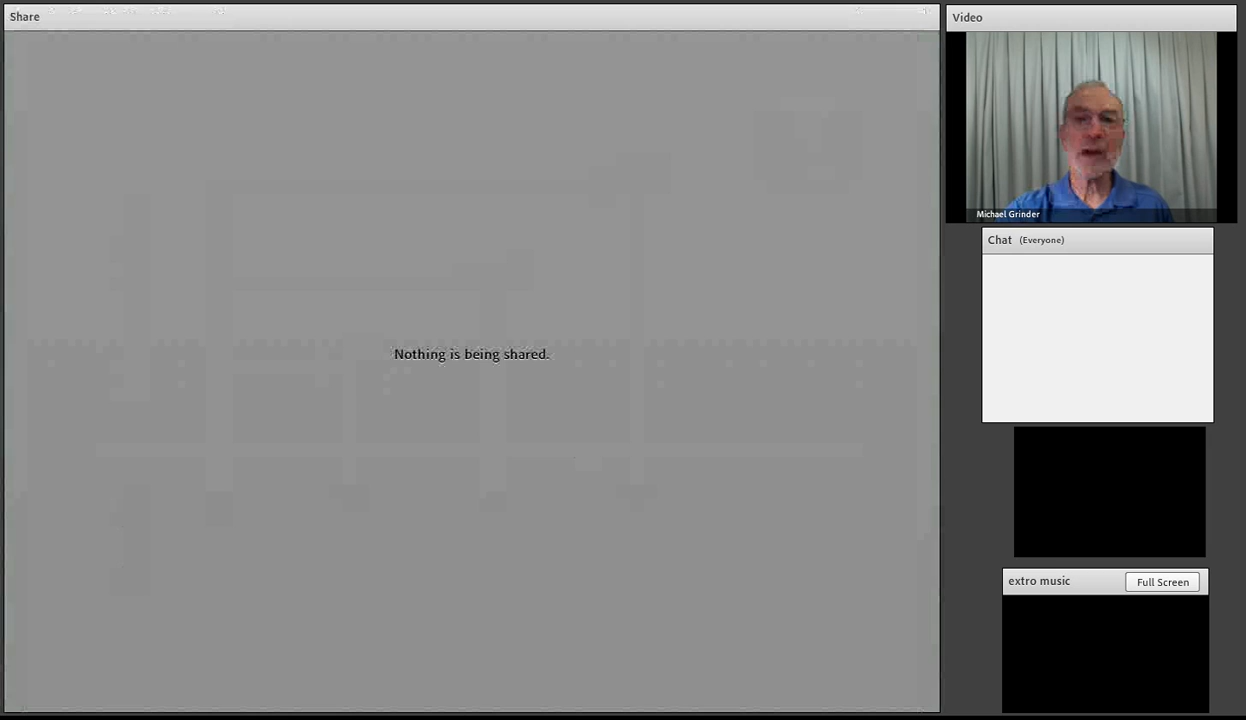 Share
Nothing is being shared.
Video
Michael Grinder
Chat (Everyone)
extro music
Full Screen